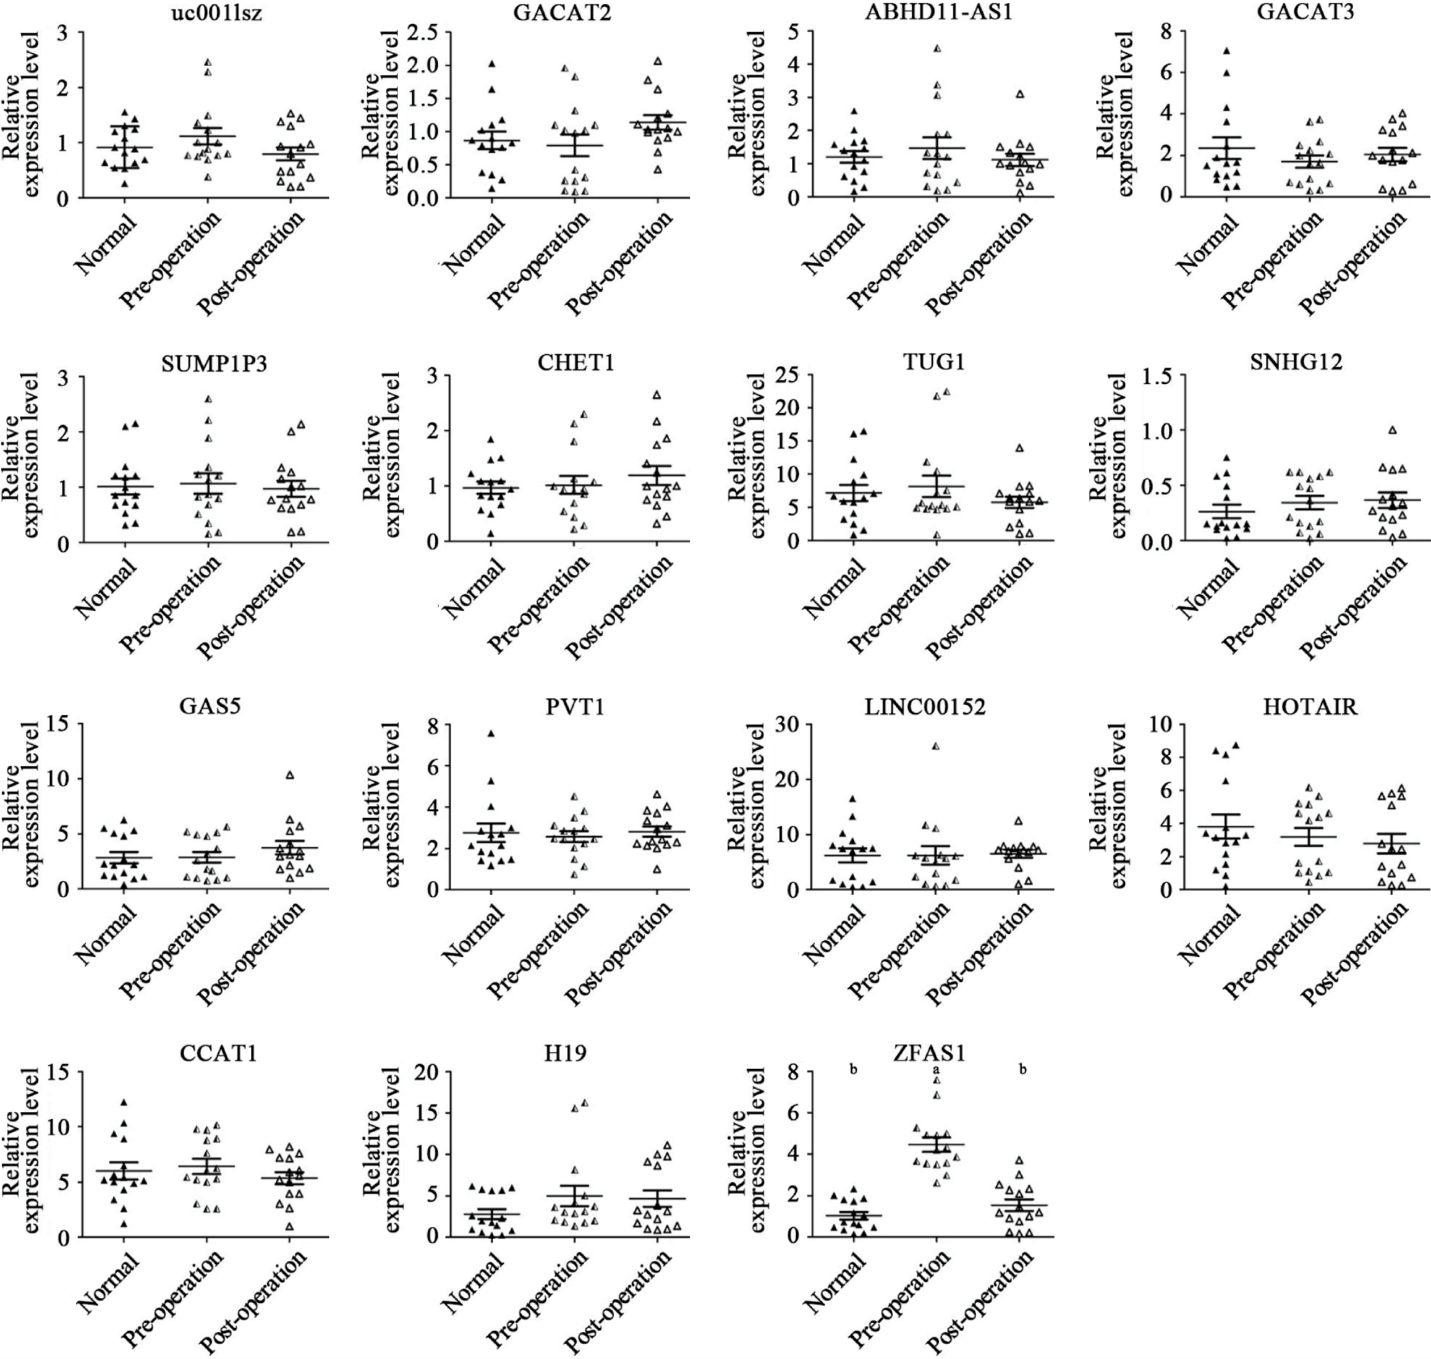 uc001lsz
Relative
expression level
3
2
1
0
Normal
Pre-operation
Post-operation
GACAT2
Relative
expression level
2.5
2.0
1.5
1.0
0.5
0.0
Normal
Pre-operation
Post-operation
ABHD11-AS1
Relative
expression level
5
4
3
2
1
0
Normal
Pre-operation
Post-operation
GACAT3
Relative
expression level
8
6
4
2
0
Normal
Pre-operation
Post-operation
SUMP1P3
Relative
expression level
3
2
1
0
Normal
Pre-operation
Post-operation
CHET1
Relative
expression level
3
2
1
0
Normal
Pre-operation
Post-operation
TUG1
Relative
expression level
25
20
15
10
5
0
Normal
Pre-operation
Post-operation
SNHG12
Relative
expression level
1.5
1.0
0.5
0.0
Normal
Pre-operation
Post-operation
GAS5
Relative
expression level
15
10
5
0
Normal
Pre-operation
Post-operation
PVT1
Relative
expression level
8
6
4
2
0
Normal
Pre-operation
Post-operation
LINC00152
Relative
expression level
30
20
10
0
Normal
Pre-operation
Post-operation
HOTAIR
Relative
expression level
10
8
6
4
2
0
Normal
Pre-operation
Post-operation
CCAT1
Relative
expression level
15
10
5
0
Normal
Pre-operation
Post-operation
H19
Relative
expression level
20
15
10
5
0
Normal
Pre-operation
Post-operation
ZFAS1
b a b
Relative
expression level
8
6
4
2
0
Normal
Pre-operation
Post-operation